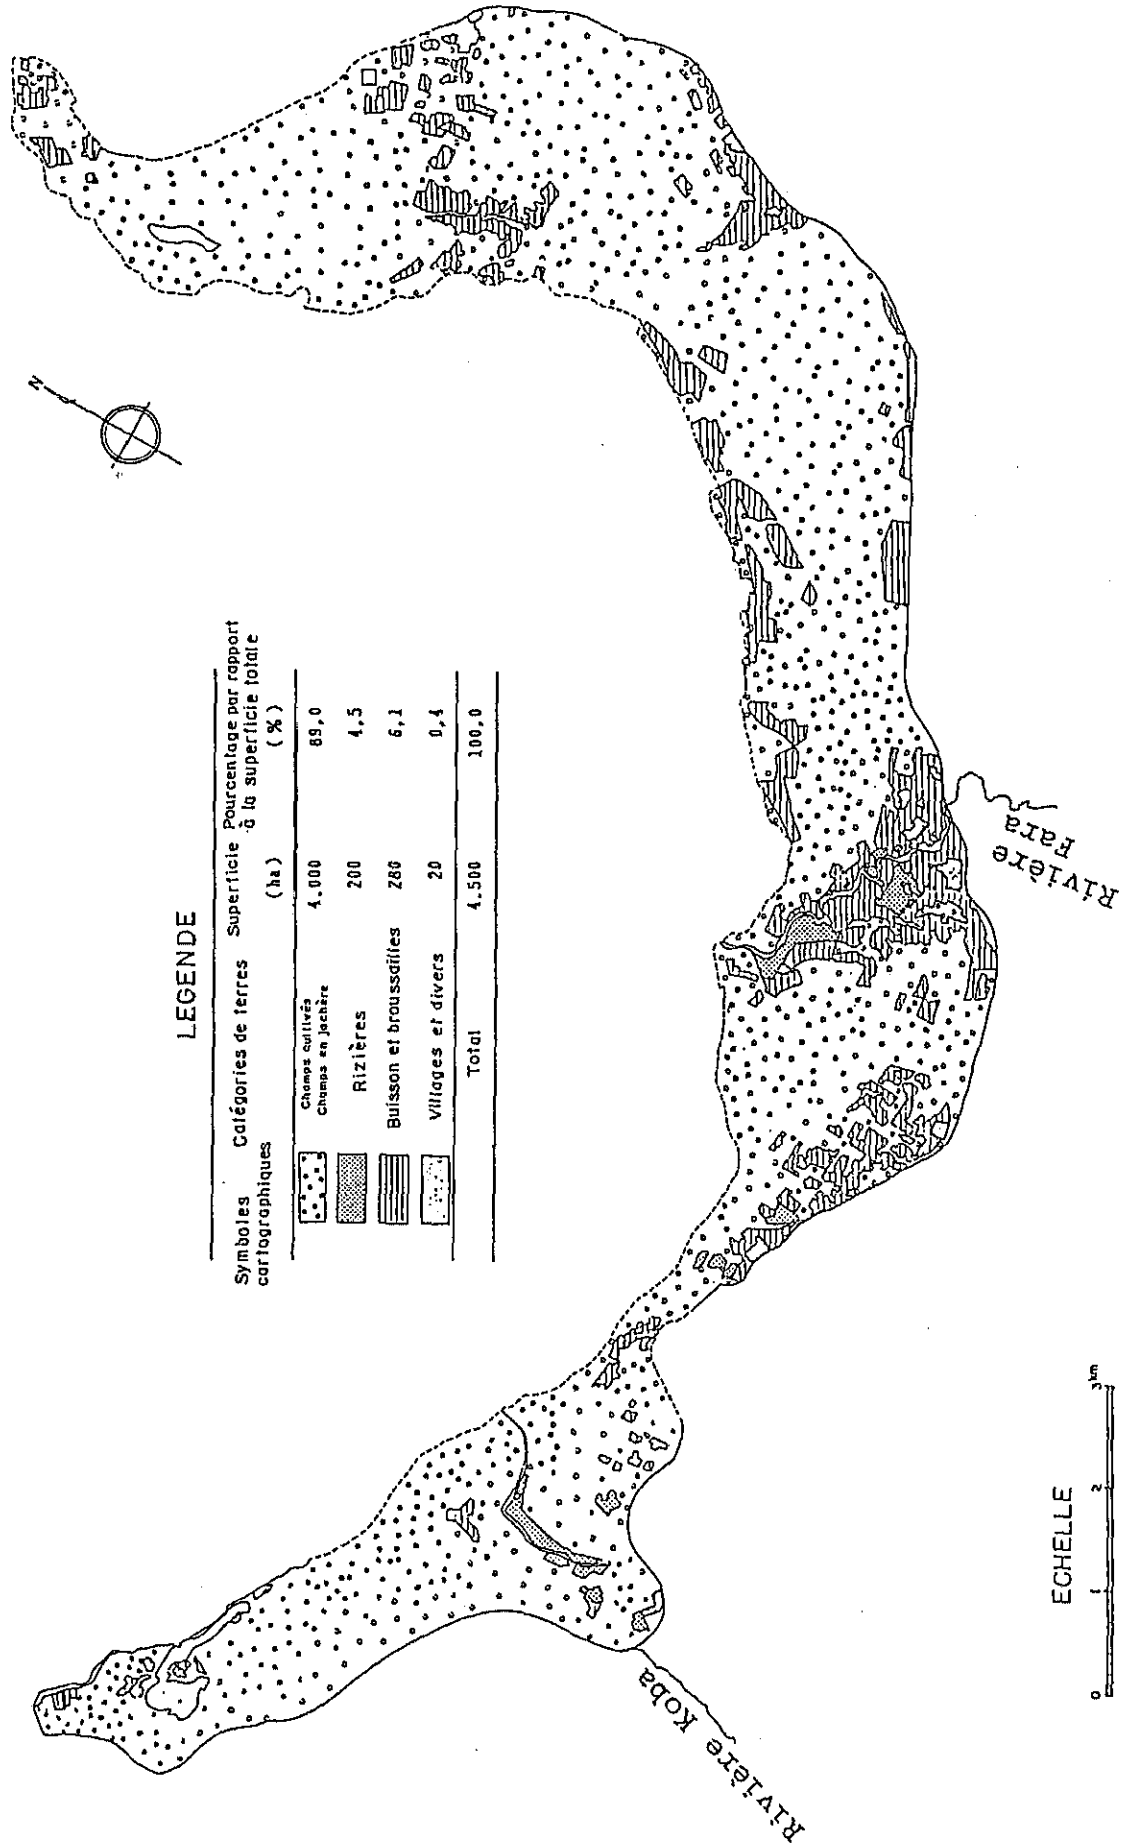 LEGENDE
Symboles cartographiques Catégories de terres Superficie (ha) Pourcentage par rapport à la superficie totale (%)
Champs cultivés
Champs en jachère 4.000 89,0
Rizières 200 4,5
Buisson et broussailles 280 6,1
Villages et divers 20 0,4
Total 4.500 100,0
N
Rivière Fara
Rivière Koba
ECHELLE
0 1 2 3 km